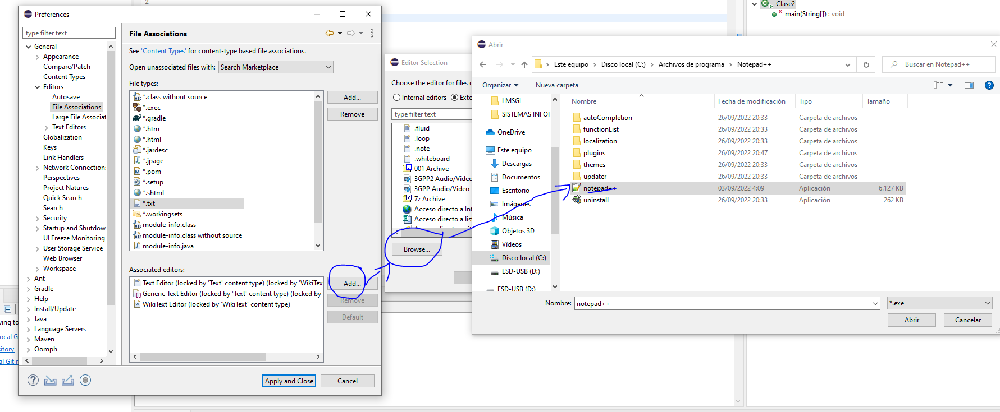 2
Preferences
type filter text
General
Appearance
Compare/Patch
Content Types
Editors
Autosave
File Associations
Large File Associat
Text Editors
Globalization
Keys
Link Handlers
Network Connections
Perspectives
Project Natures
Quick Search
Search
Security
Startup and Shutdow
UI Freeze Monitoring
User Storage Service
Web Browser
Workspace
Ant
Gradle
Help
Install/Update
Java
Language Servers
Maven
Oomph
File Associations
See 'Content Types' for content-type based file associations.
Open unassociated files with: Search Marketplace
File types:
*.class without source
*.exec
*.gradle
*.htm
*.html
*.jardesc
*.jpage
*.pom
*.setup
*.shtml
*.txt
*.workingsets
module-info.class
module-info.class without source
module-info.java
Add...
Remove
Associated editors:
Text Editor (locked by 'Text' content type) (locked by 'WikiTex
Generic Text Editor (locked by 'Text' content type) (locked by
WikiText Editor (locked by 'WikiText' content type)
Add...
Remove
Default
Apply and Close
Cancel
ving to
ocal G
sitory
al Git r
Editor Selection
Choose the editor for files o
Internal editors
Exte
type filter text
.fluid
.loop
.note
.whiteboard
001 Archive
3GPP2 Audio/Video
3GPP Audio/Video
7z Archive
Acceso directo a Int
Acceso directo a list
Browse...
Abrir
Este equipo > Disco local (C:) > Archivos de programa > Notepad++
Buscar en Notepad++
Organizar
Nueva carpeta
LMSGI
SISTEMAS INFOR
OneDrive
Este equipo
Descargas
Documentos
Escritorio
Imágenes
Música
Objetos 3D
Vídeos
Disco local (C:)
ESD-USB (D:)
ESD-USB (D:)
Nombre Fecha de modificación Tipo Tamaño
autoCompletion 26/09/2022 20:33 Carpeta de archivos
functionList 26/09/2022 20:33 Carpeta de archivos
localization 26/09/2022 20:33 Carpeta de archivos
plugins 26/09/2022 20:47 Carpeta de archivos
themes 26/09/2022 20:33 Carpeta de archivos
updater 26/09/2022 20:33 Carpeta de archivos
notepad++ 03/09/2022 4:09 Aplicación 6.127 KB
uninstall 26/09/2022 20:33 Aplicación 262 KB
Nombre: notepad++
*.exe
Abrir
Cancelar
Clase2
main(String[]) : void